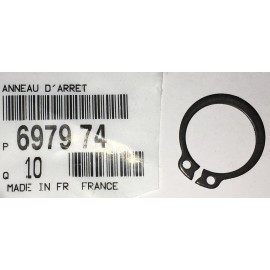 ANNEAU D'ARRET
P 6979 74
Q 10
MADE IN FR FRANCE